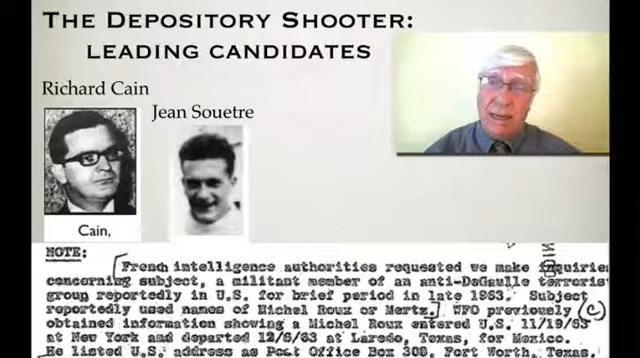 THE DEPOSITORY SHOOTER:
LEADING CANDIDATES
Richard Cain
Jean Souetre
Cain,
NOTE:
French intelligence authorities requested we make inquiries
concerning subject, a militant member of an anti-DeGaulle terrorist
group reportedly in U.S. for brief period in late 1963. Subject
reportedly used names of Michel Roux or Mertz. WFO previously
obtained information showing a Michel Roux entered U.S. 11/19/63
at New York and departed 12/6/63 at Laredo, Texas, for Mexico.
He listed U.S. address as Post Office Box 308, Fort Worth, Texas.